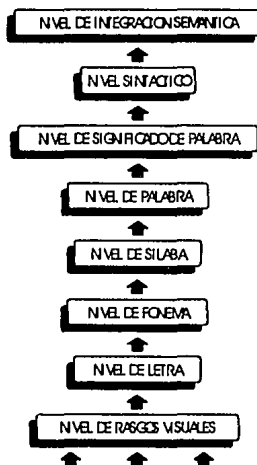 NIVEL DE INTEGRACION SEMANTICA
NIVEL SINTACTICO
NIVEL DE SIGNIFICADO DE PALABRA
NIVEL DE PALABRA
NIVEL DE SILABA
NIVEL DE FONEMA
NIVEL DE LETRA
NIVEL DE RASGOS VISUALES